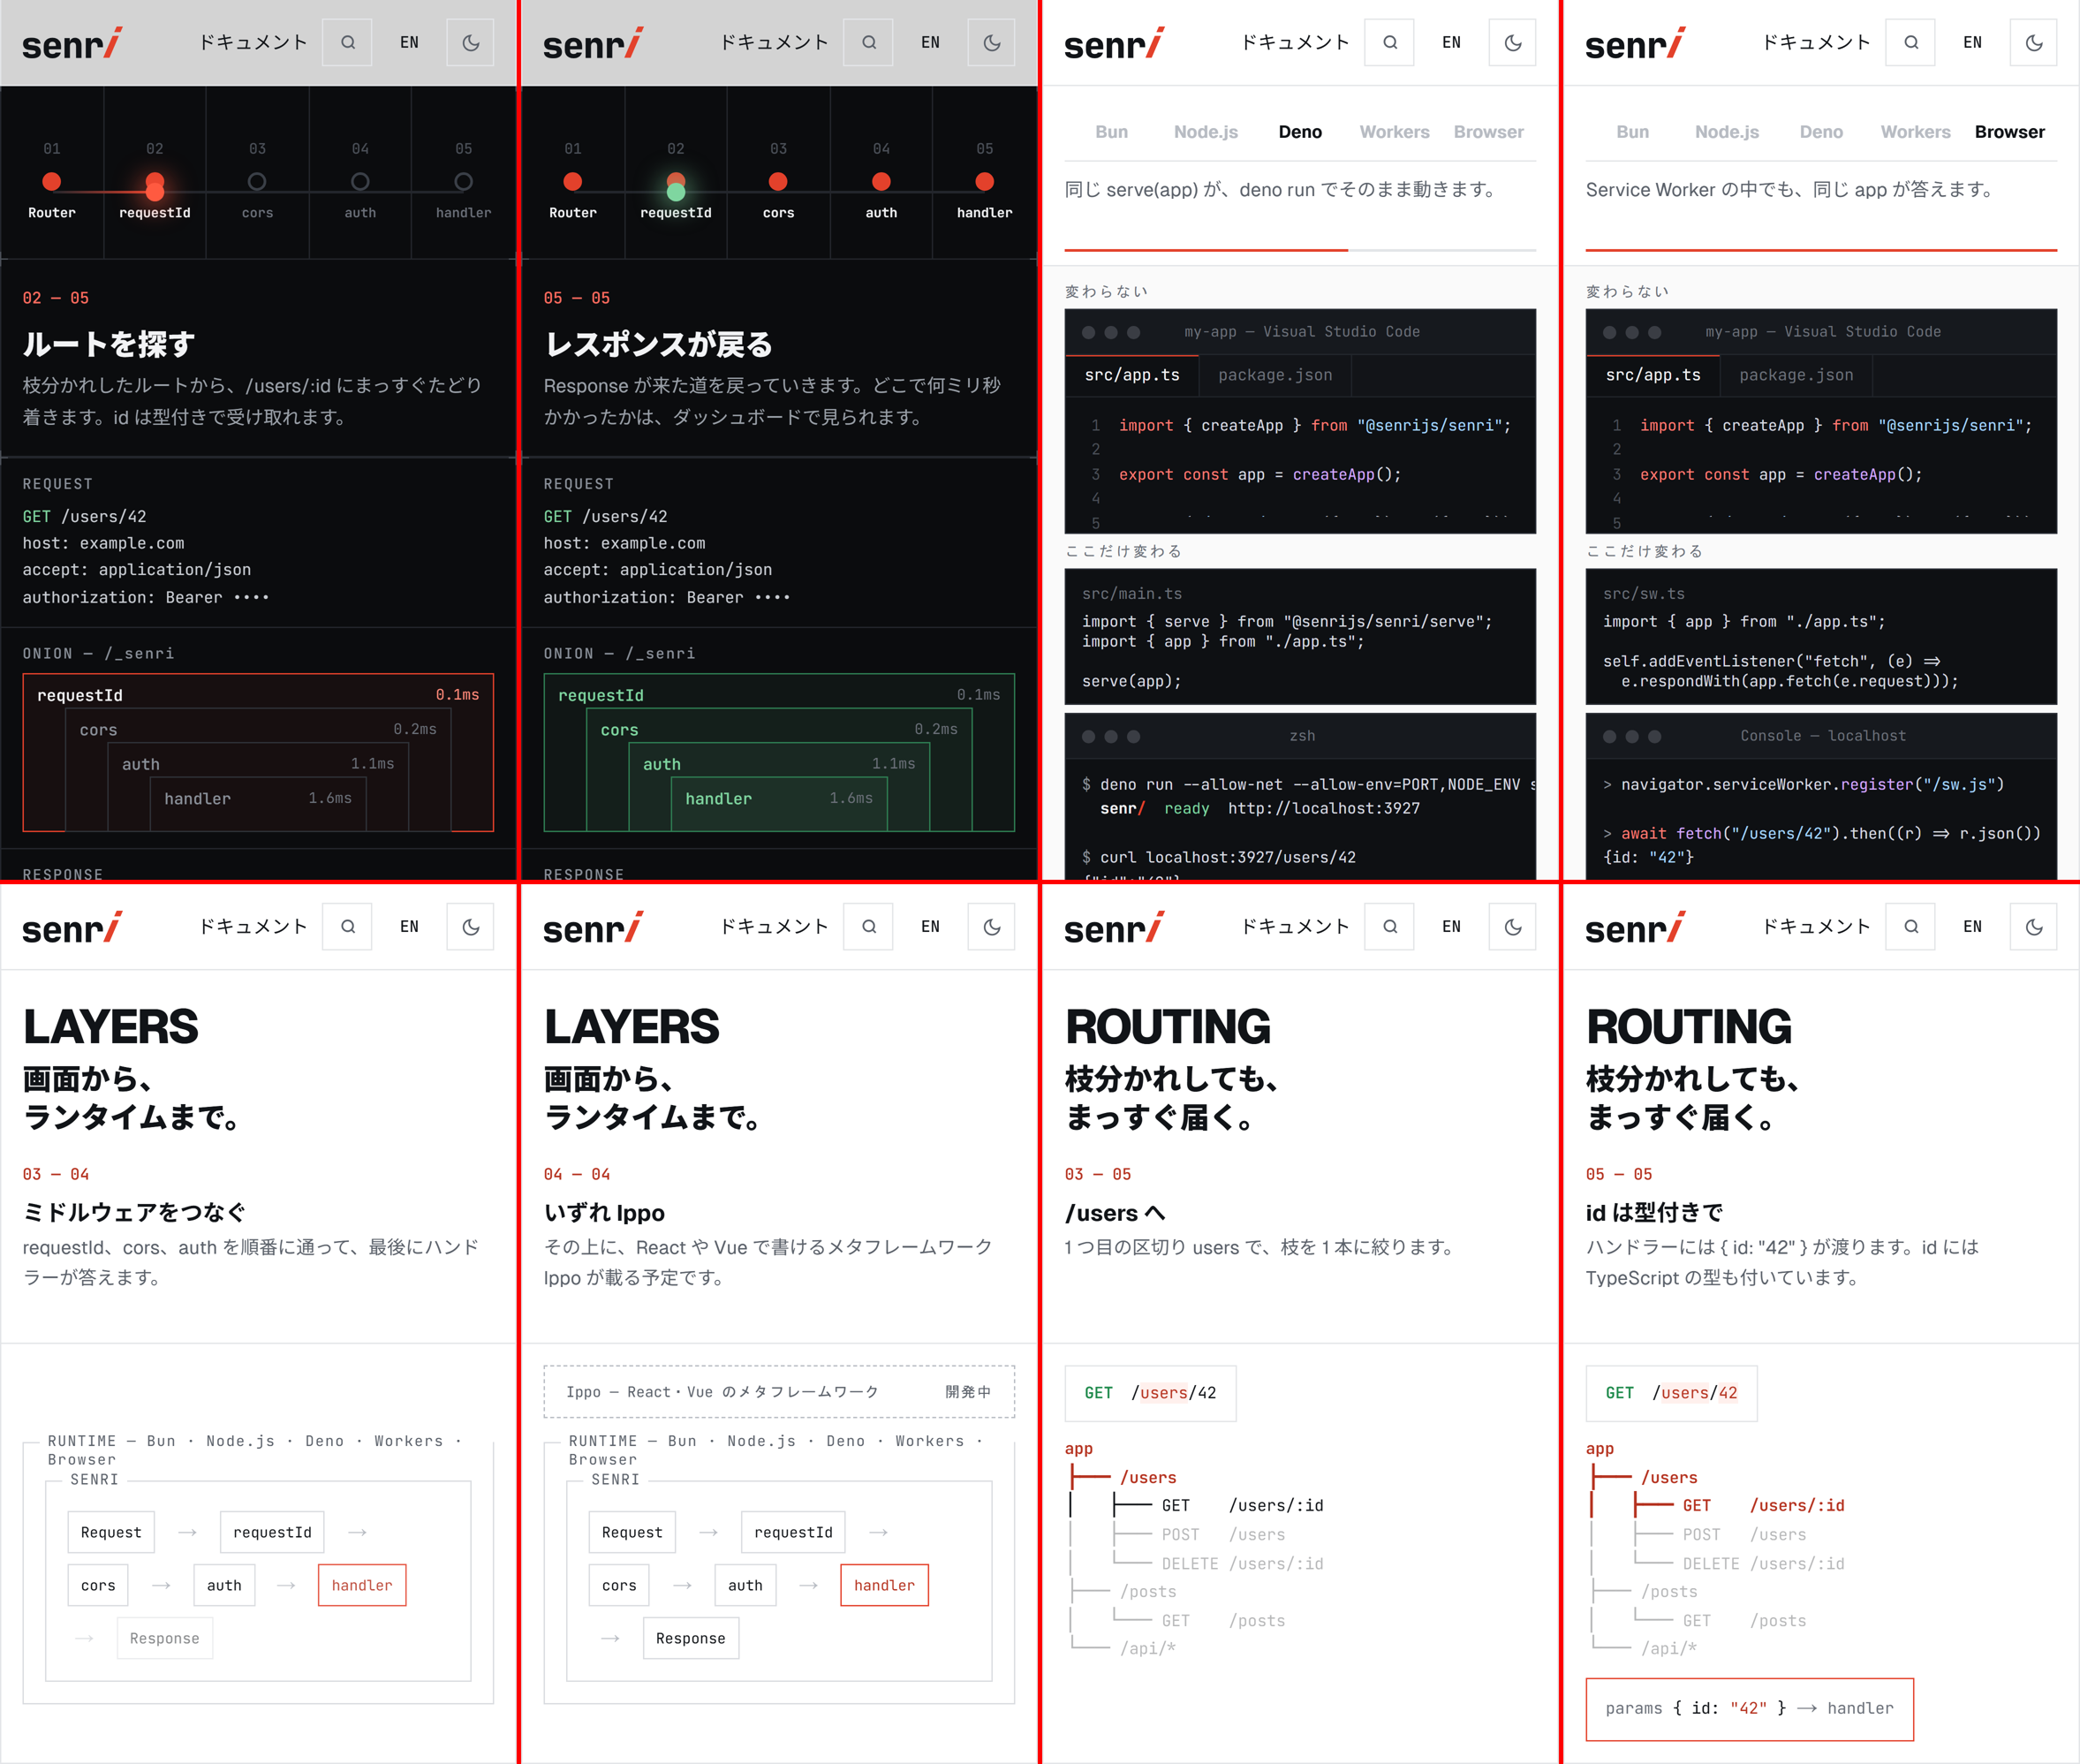 senri ドキュメント EN
01 02 03 04 05
Router requestId cors auth handler
02 — 05
ルートを探す
枝分かれしたルートから、/users/:id にまっすぐたどり
着きます。id は型付きで受け取れます。
REQUEST
GET /users/42
host: example.com
accept: application/json
authorization: Bearer ••••
ONION — /_senri
requestId 0.1ms
cors 0.2ms
auth 1.1ms
handler 1.6ms
RESPONSE
senri ドキュメント EN
01 02 03 04 05
Router requestId cors auth handler
05 — 05
レスポンスが戻る
Response が来た道を戻っていきます。どこで何ミリ秒
かかったかは、ダッシュボードで見られます。
REQUEST
GET /users/42
host: example.com
accept: application/json
authorization: Bearer ••••
ONION — /_senri
requestId 0.1ms
cors 0.2ms
auth 1.1ms
handler 1.6ms
RESPONSE
senri ドキュメント EN
Bun Node.js Deno Workers Browser
同じ serve(app) が、deno run でそのまま動きます。
変わらない
my-app — Visual Studio Code
src/app.ts package.json
1 import { createApp } from "@senrijs/senri";
2
3 export const app = createApp();
4
5
ここだけ変わる
src/main.ts
import { serve } from "@senrijs/senri/serve";
import { app } from "./app.ts";
serve(app);
zsh
$ deno run --allow-net --allow-env=PORT,NODE_ENV s
senr/ ready http://localhost:3927
$ curl localhost:3927/users/42
senri ドキュメント EN
Bun Node.js Deno Workers Browser
Service Worker の中でも、同じ app が答えます。
変わらない
my-app — Visual Studio Code
src/app.ts package.json
1 import { createApp } from "@senrijs/senri";
2
3 export const app = createApp();
4
5
ここだけ変わる
src/sw.ts
import { app } from "./app.ts";
self.addEventListener("fetch", (e) =>
e.respondWith(app.fetch(e.request)));
Console — localhost
> navigator.serviceWorker.register("/sw.js")
> await fetch("/users/42").then((r) => r.json())
{id: "42"}
senri ドキュメント EN
LAYERS
画面から、
ランタイムまで。
03 — 04
ミドルウェアをつなぐ
requestId、cors、auth を順番に通って、最後にハンド
ラーが答えます。
RUNTIME — Bun · Node.js · Deno · Workers ·
Browser
SENRI
Request → requestId →
cors → auth → handler
→ Response
senri ドキュメント EN
LAYERS
画面から、
ランタイムまで。
04 — 04
いずれ Ippo
その上に、React や Vue で書けるメタフレームワーク
Ippo が載る予定です。
Ippo — React・Vue のメタフレームワーク 開発中
RUNTIME — Bun · Node.js · Deno · Workers ·
Browser
SENRI
Request → requestId →
cors → auth → handler
→ Response
senri ドキュメント EN
ROUTING
枝分かれしても、
まっすぐ届く。
03 — 05
/users へ
1 つ目の区切り users で、枝を 1 本に絞ります。
GET /users/42
app
├── /users
│ ├── GET /users/:id
│ ├── POST /users
│ └── DELETE /users/:id
├── /posts
│ └── GET /posts
└── /api/*
senri ドキュメント EN
ROUTING
枝分かれしても、
まっすぐ届く。
05 — 05
id は型付きで
ハンドラーには { id: "42" } が渡ります。id には
TypeScript の型も付いています。
GET /users/42
app
├── /users
│ ├── GET /users/:id
│ ├── POST /users
│ └── DELETE /users/:id
├── /posts
│ └── GET /posts
└── /api/*
params { id: "42" } → handler